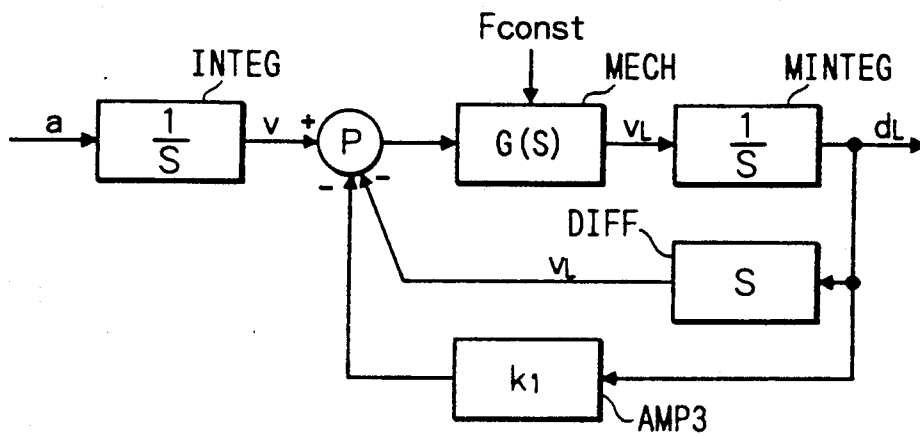 Fconst
INTEG
MECH
MINTEG
a
1
S
v
+
P
G(S)
vL
1
S
dL
-
-
DIFF
vL
S
k1
AMP3